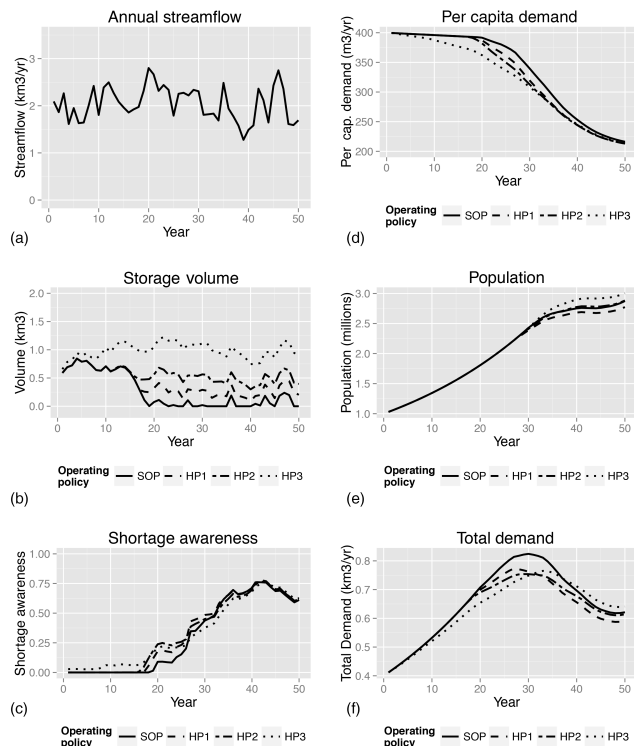 Annual streamflow
Streamflow (km3/yr)
3
2
1
0
0 10 20 30 40 50
Year
(a)
Per capita demand
Per cap. demand (m3/yr)
400
350
300
250
200
0 10 20 30 40 50
Year
Operating policy SOP HP1 HP2 HP3
(d)
Storage volume
Volume (km3)
2.0
1.5
1.0
0.5
0.0
0 10 20 30 40 50
Year
Operating policy SOP HP1 HP2 HP3
(b)
Population
Population (millions)
3.0
2.5
2.0
1.5
1.0
0 10 20 30 40 50
Year
Operating policy SOP HP1 HP2 HP3
(e)
Shortage awareness
Shortage awareness
1.00
0.75
0.50
0.25
0.00
0 10 20 30 40 50
Year
(c)
Operating policy SOP HP1 HP2 HP3
Total demand
Total Demand (km3/yr)
0.8
0.7
0.6
0.5
0.4
0 10 20 30 40 50
Year
(f)
Operating policy SOP HP1 HP2 HP3